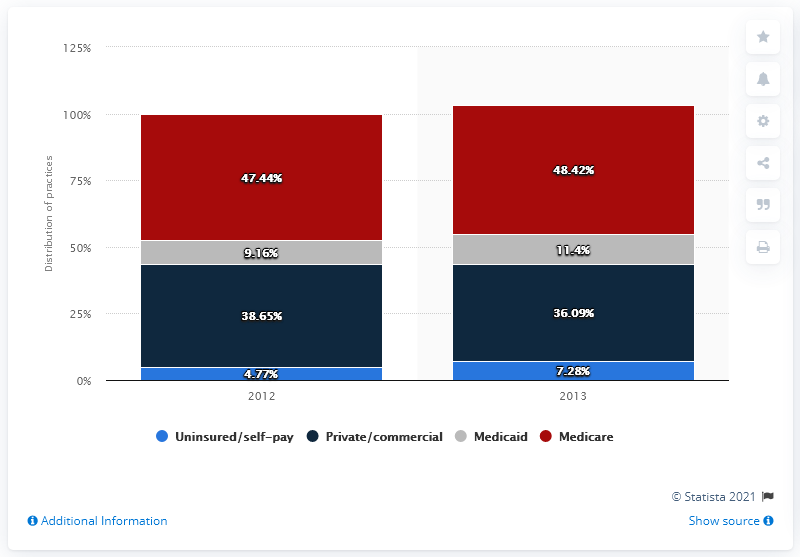 125%
100%
75%
50%
25%
0%
Distribution of practices
47.44%
9.16%
38.65%
4.77%
48.42%
11.4%
36.09%
7.28%
2012
2013
Uninsured/self-pay
Private/commercial
Medicaid
Medicare
© Statista 2021
Additional Information
Show source